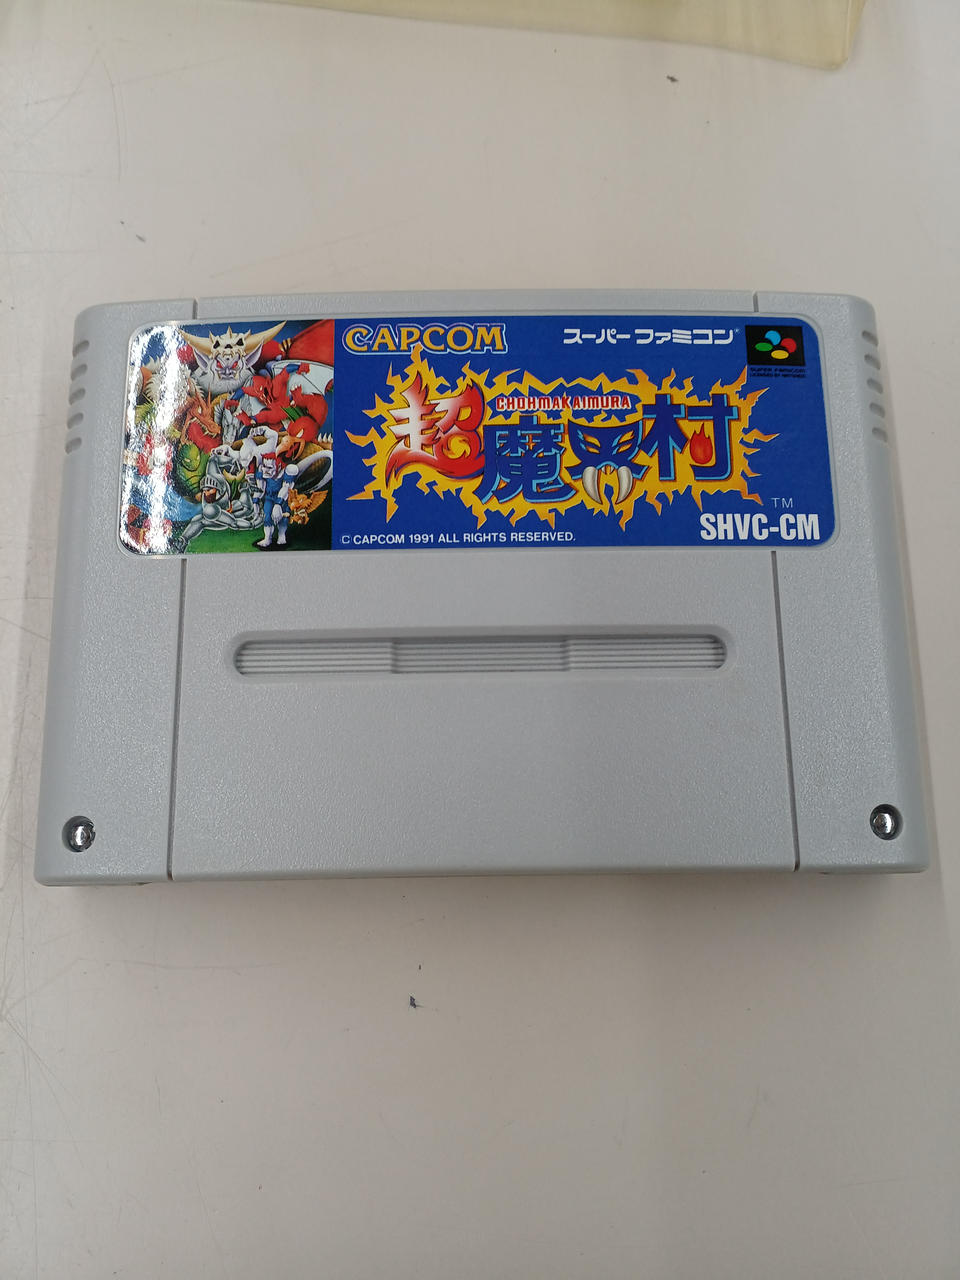 CAPCOM
スーパーファミコン
SUPER FAMICOM
LICENSED BY NINTENDO
CHOHMAKAIMURA
超魔界村
TM
SHVC-CM
©CAPCOM 1991 ALL RIGHTS RESERVED.